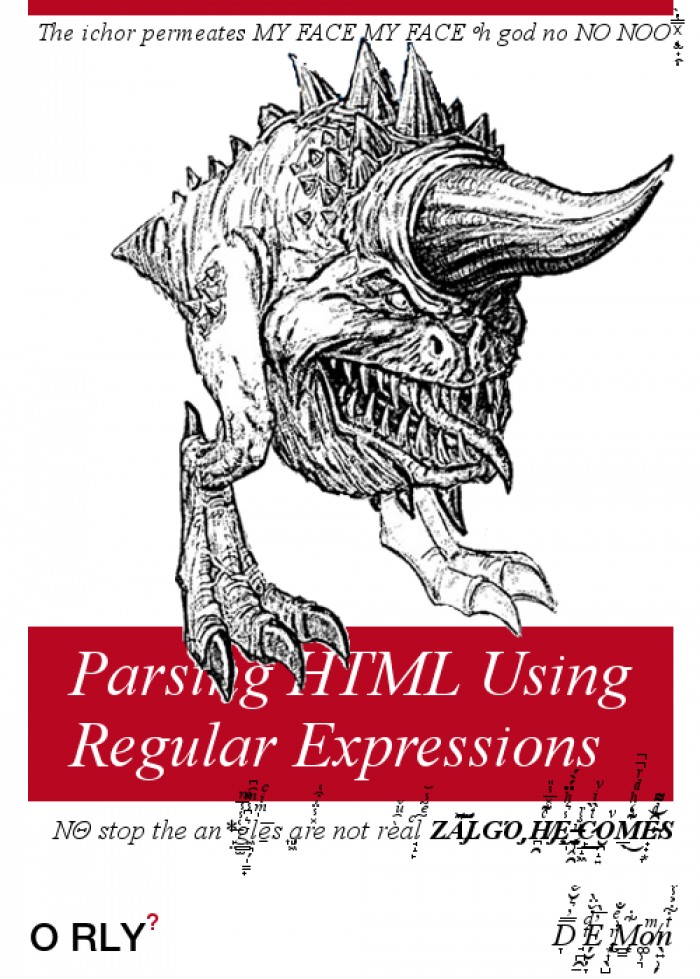 The ichor permeates MY FACE MY FACE ᵒh god no NO NOO
Parsing HTML Using
Regular Expressions
NΘ stop the an*gles are not real ZALGO, HE COMES
O RLY?
D E Mon